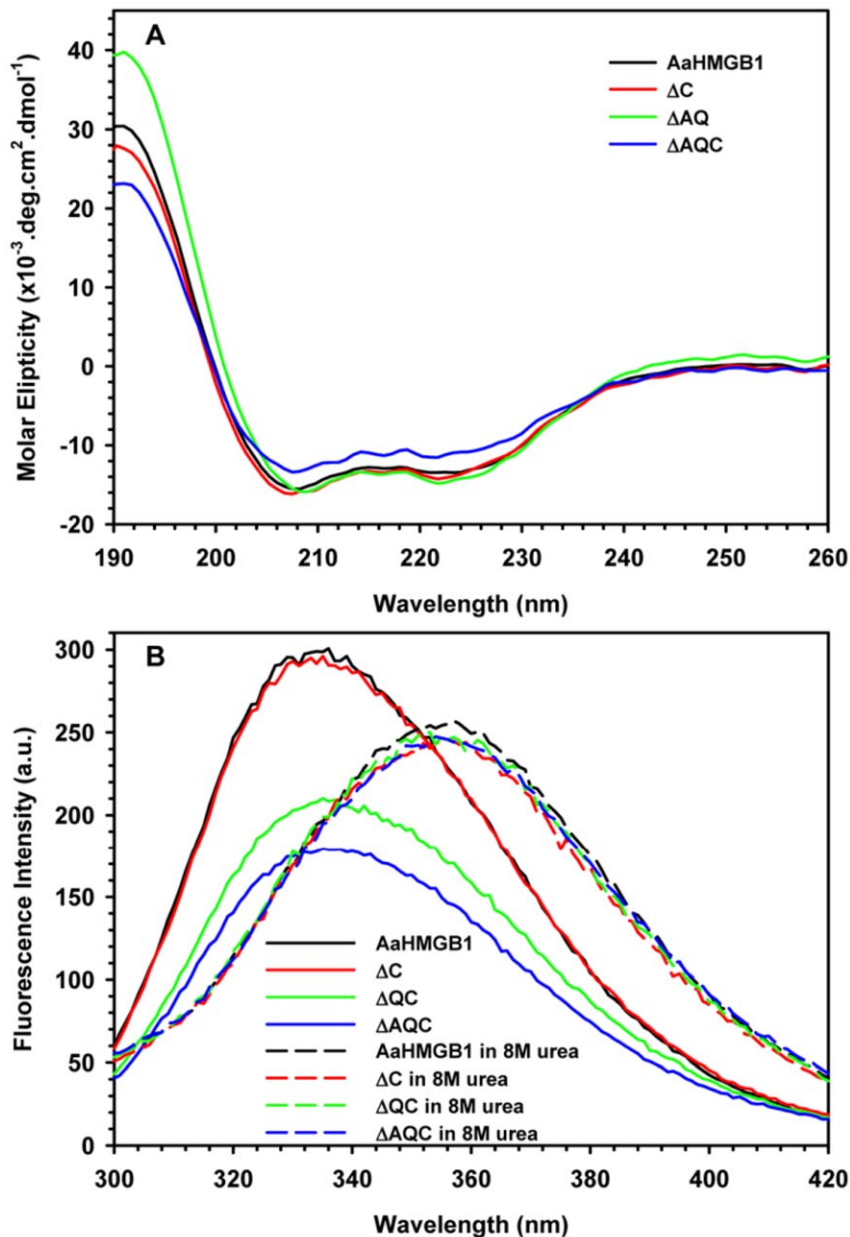 A
AaHMGB1
ΔC
ΔAQ
ΔAQC
40
30
20
10
0
-10
-20
Molar Elipticity (x10⁻³.deg.cm².dmol⁻¹)
190 200 210 220 230 240 250 260
Wavelength (nm)
B
300
250
200
150
100
50
0
Fluorescence Intensity (a.u.)
AaHMGB1
ΔC
ΔQC
ΔAQC
AaHMGB1 in 8M urea
ΔC in 8M urea
ΔQC in 8M urea
ΔAQC in 8M urea
300 320 340 360 380 400 420
Wavelength (nm)